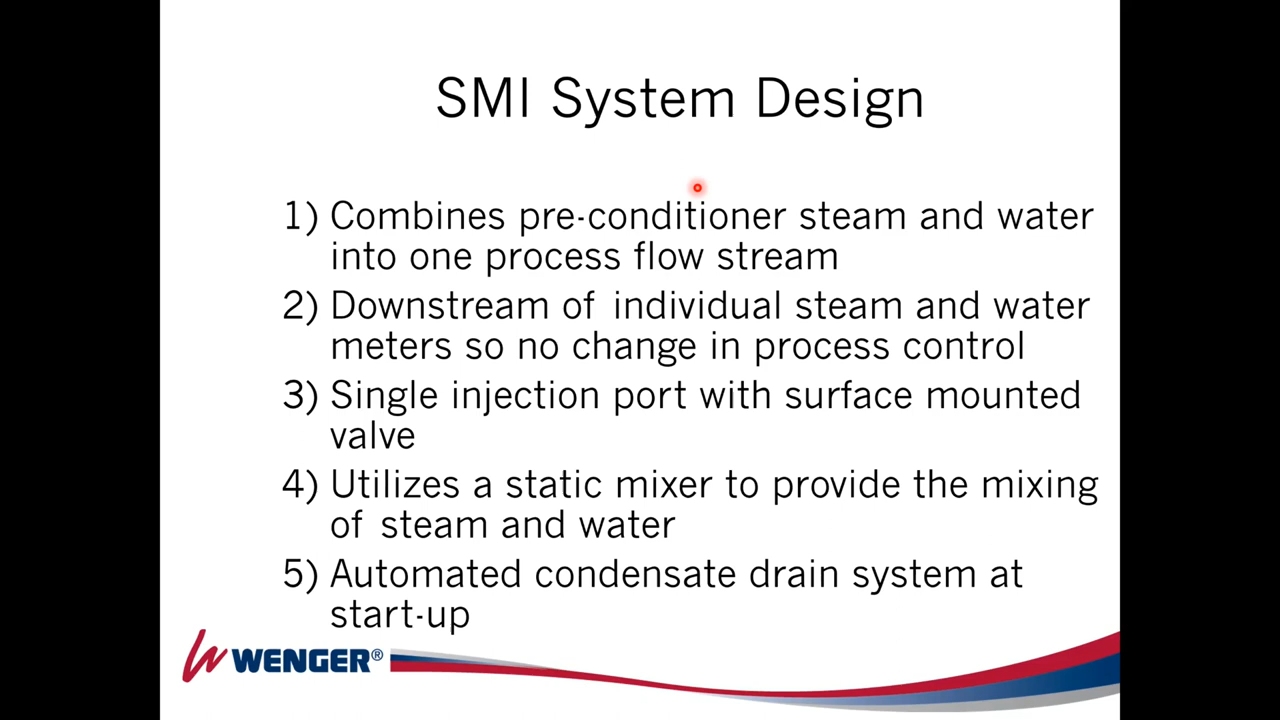 SMI System Design
1) Combines pre-conditioner steam and water
into one process flow stream
2) Downstream of individual steam and water
meters so no change in process control
3) Single injection port with surface mounted
valve
4) Utilizes a static mixer to provide the mixing
of steam and water
5) Automated condensate drain system at
start-up
W WENGER®